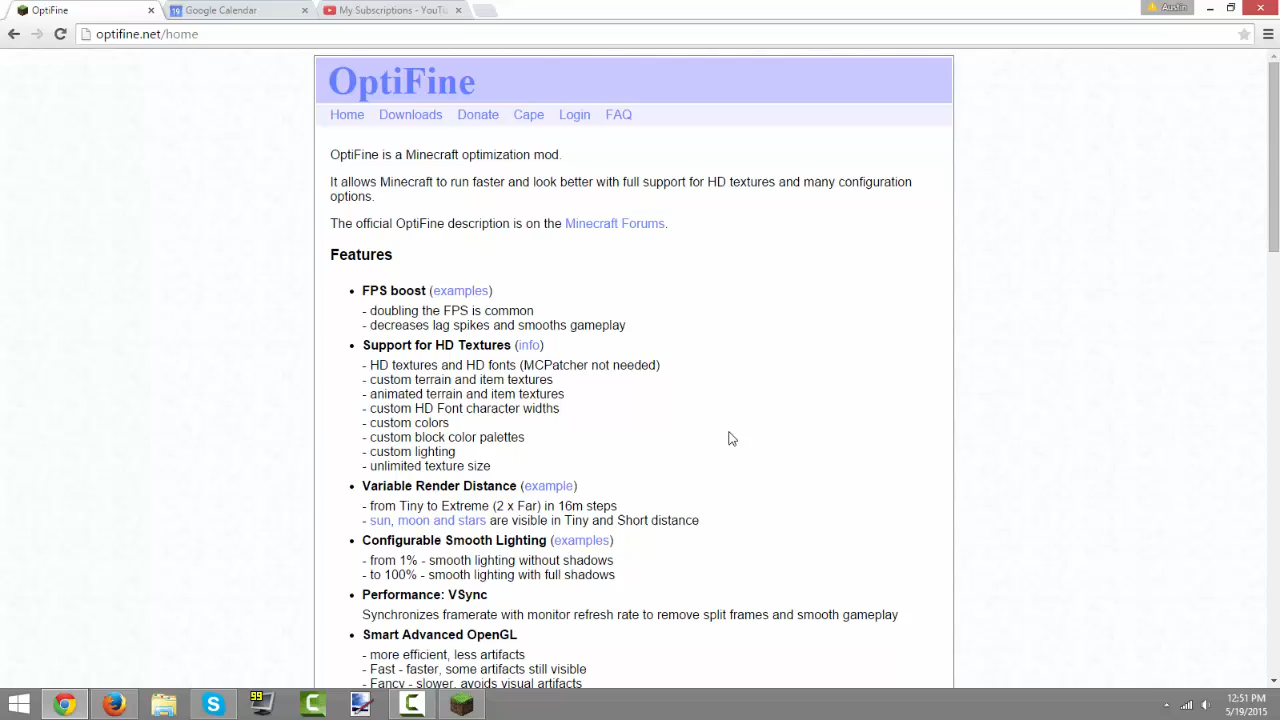 OptiFine
Google Calendar
My Subscriptions - YouTu
Austin
optifine.net/home
OptiFine
Home Downloads Donate Cape Login FAQ
OptiFine is a Minecraft optimization mod.
It allows Minecraft to run faster and look better with full support for HD textures and many configuration
options.
The official OptiFine description is on the Minecraft Forums.
Features
• FPS boost (examples)
- doubling the FPS is common
- decreases lag spikes and smooths gameplay
• Support for HD Textures (info)
- HD textures and HD fonts (MCPatcher not needed)
- custom terrain and item textures
- animated terrain and item textures
- custom HD Font character widths
- custom colors
- custom block color palettes
- custom lighting
- unlimited texture size
• Variable Render Distance (example)
- from Tiny to Extreme (2 x Far) in 16m steps
- sun, moon and stars are visible in Tiny and Short distance
• Configurable Smooth Lighting (examples)
- from 1% - smooth lighting without shadows
- to 100% - smooth lighting with full shadows
• Performance: VSync
Synchronizes framerate with monitor refresh rate to remove split frames and smooth gameplay
• Smart Advanced OpenGL
- more efficient, less artifacts
- Fast - faster, some artifacts still visible
- Fancy - slower, avoids visual artifacts
99
12:51 PM
5/19/2015